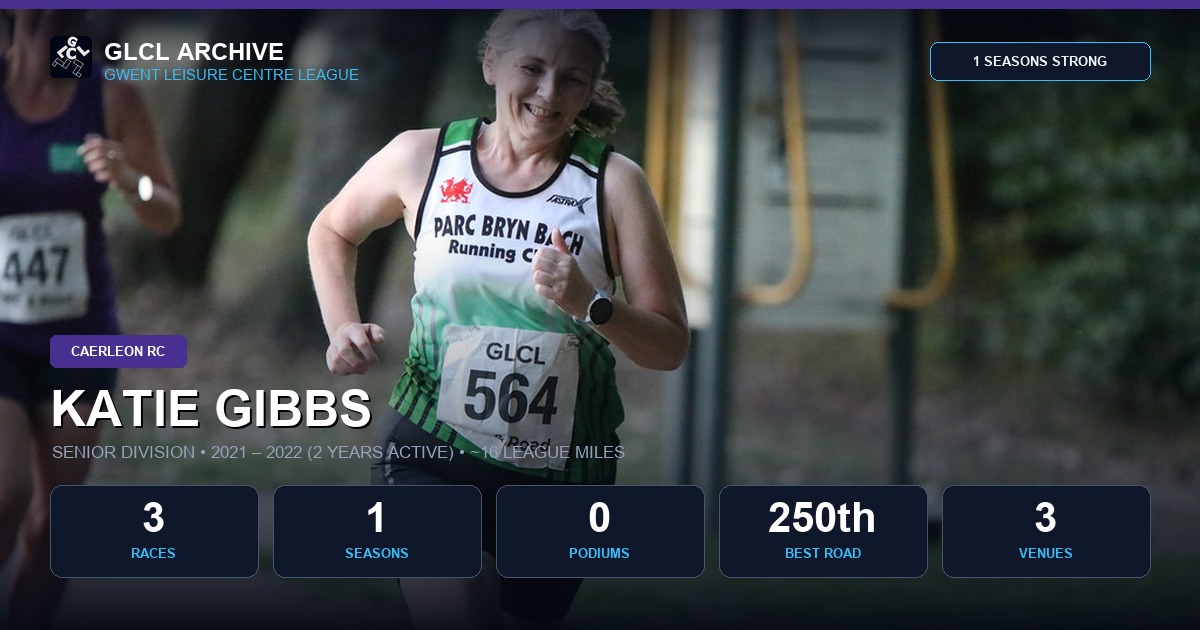 GLCL ARCHIVE
GWENT LEISURE CENTRE LEAGUE
1 SEASONS STRONG
PARC BRYN BACH
Running
447
GLCL
564
Road
CAERLEON RC
KATIE GIBBS
SENIOR DIVISION • 2021 – 2022 (2 YEARS ACTIVE) • ~16 LEAGUE MILES
3
RACES
1
SEASONS
0
PODIUMS
250th
BEST ROAD
3
VENUES